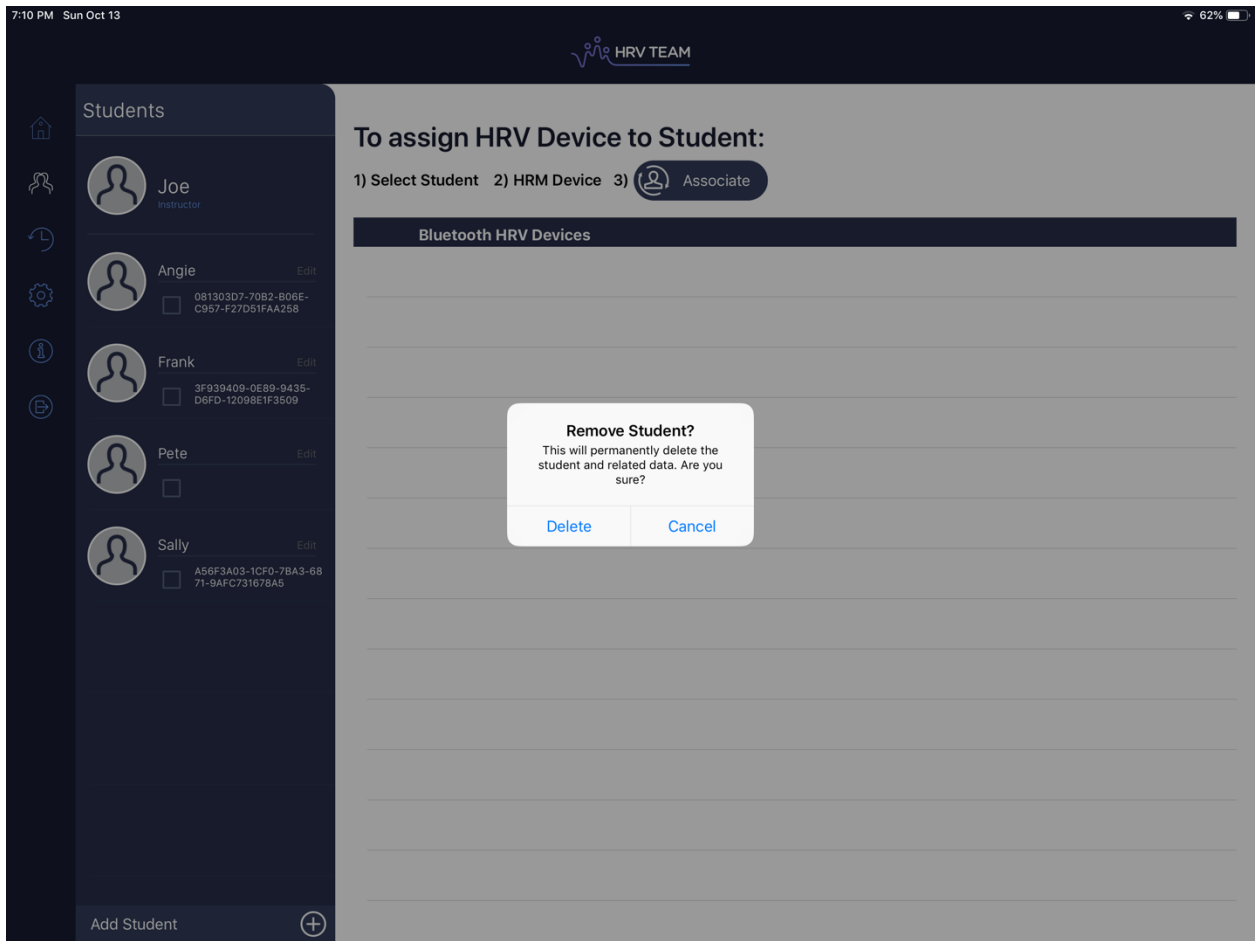 7:10 PM Sun Oct 13
62%
HRV TEAM
Students
Joe
Instructor
Angie Edit
081303D7-70B2-B06E-
C957-F27D51FAA258
Frank Edit
3F939409-0E89-9435-
D6FD-12098E1F3509
Pete Edit
Sally Edit
A56F3A03-1CF0-7BA3-68
71-9AFC731678A5
Add Student
To assign HRV Device to Student:
1) Select Student 2) HRM Device 3) Associate
Bluetooth HRV Devices
Remove Student?
This will permanently delete the
student and related data. Are you
sure?
Delete Cancel